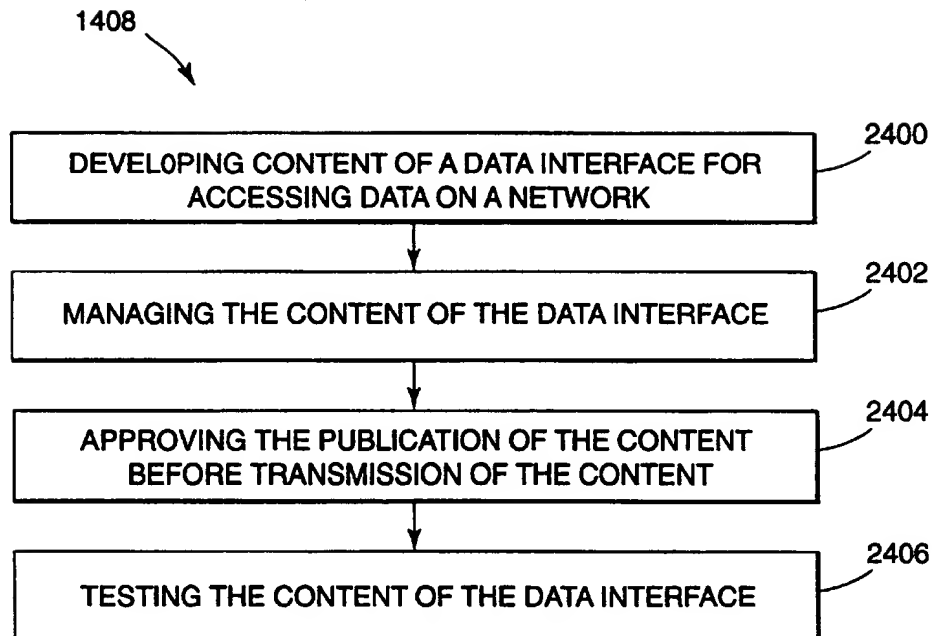 1408
2400
DEVEL0PING CONTENT OF A DATA INTERFACE FOR
ACCESSING DATA ON A NETWORK
2402
MANAGING THE CONTENT OF THE DATA INTERFACE
2404
APPROVING THE PUBLICATION OF THE CONTENT
BEFORE TRANSMISSION OF THE CONTENT
2406
TESTING THE CONTENT OF THE DATA INTERFACE